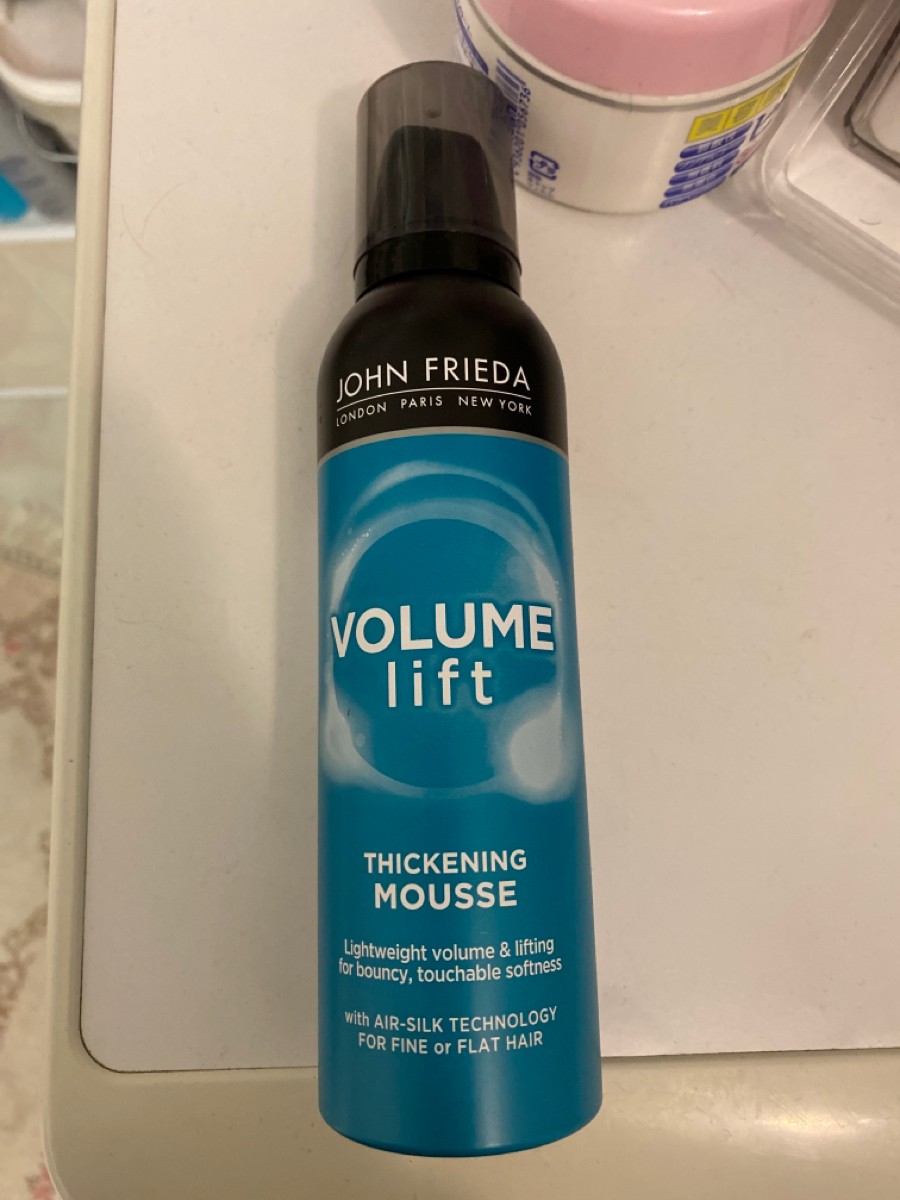 JOHN FRIEDA
LONDON PARIS NEW YORK
VOLUME
lift
THICKENING
MOUSSE
Lightweight volume & lifting
for bouncy, touchable softness
with AIR-SILK TECHNOLOGY
FOR FINE or FLAT HAIR